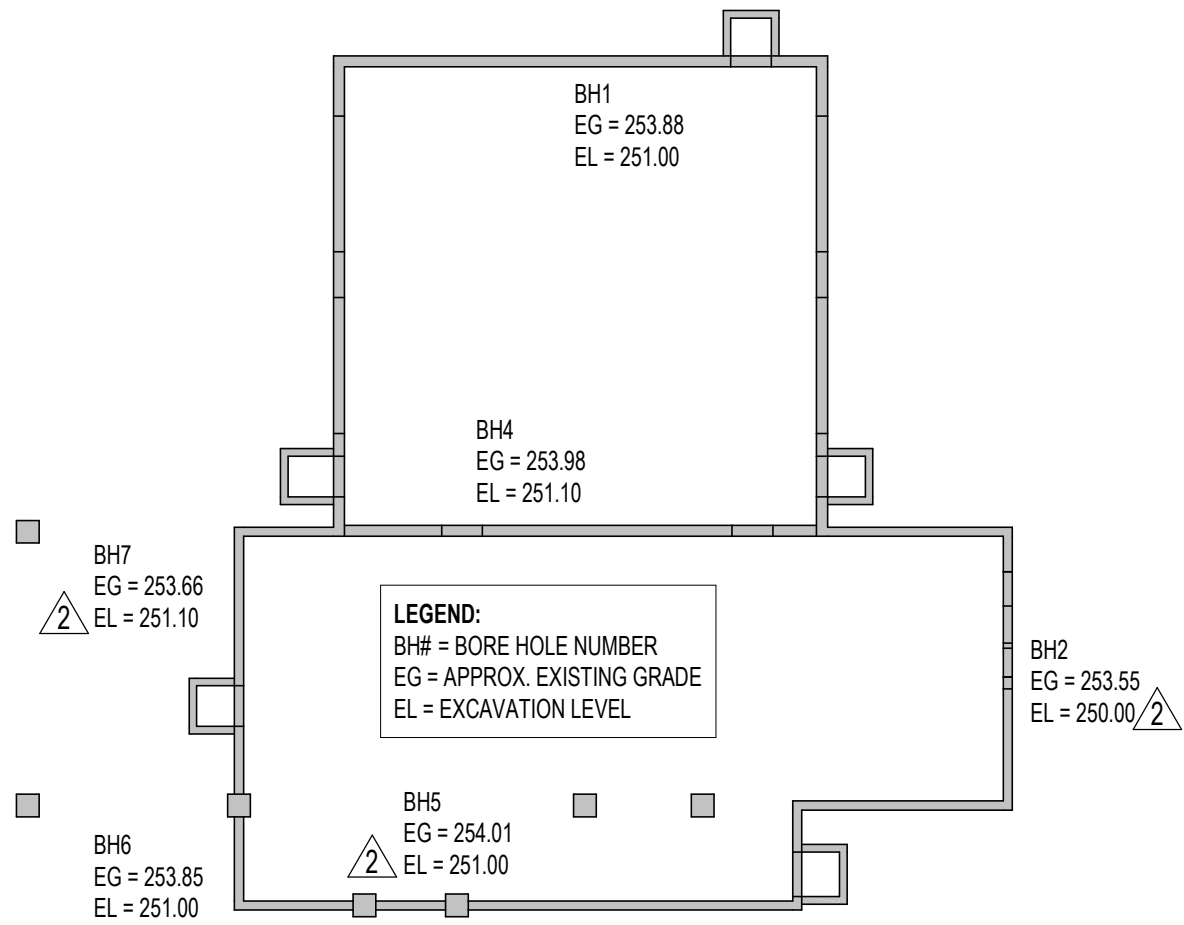 BH1
EG = 253.88
EL = 251.00
BH4
EG = 253.98
EL = 251.10
BH7
EG = 253.66
2 EL = 251.10
LEGEND:
BH# = BORE HOLE NUMBER
EG = APPROX. EXISTING GRADE
EL = EXCAVATION LEVEL
BH2
EG = 253.55
EL = 250.00 2
BH5
EG = 254.01
2 EL = 251.00
BH6
EG = 253.85
EL = 251.00